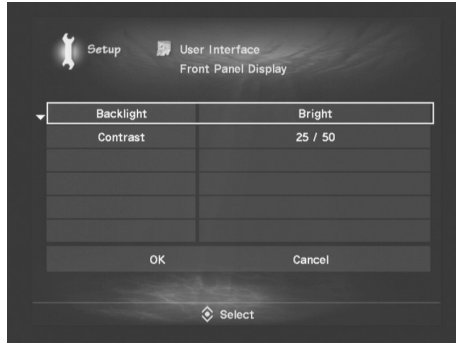 Setup
User Interface
Front Panel Display
Backlight Bright
Contrast 25 / 50
OK Cancel
Select